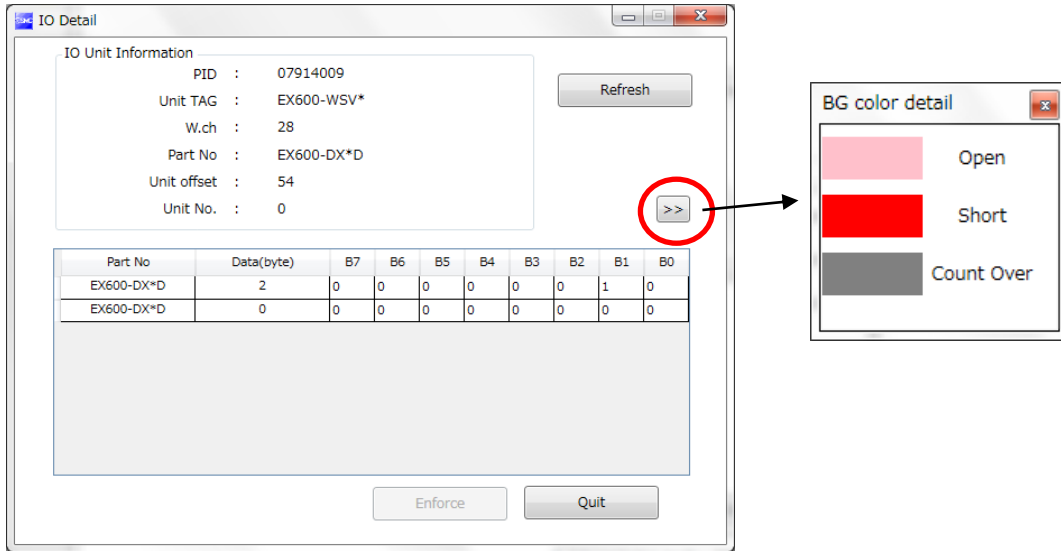 IO Detail
IO Unit Information
PID : 07914009
Unit TAG : EX600-WSV*
W.ch : 28
Part No : EX600-DX*D
Unit offset : 54
Unit No. : 0
Refresh
>>
Part No Data(byte) B7 B6 B5 B4 B3 B2 B1 B0
EX600-DX*D 2 0 0 0 0 0 0 1 0
EX600-DX*D 0 0 0 0 0 0 0 0 0
Enforce Quit
BG color detail
Open
Short
Count Over